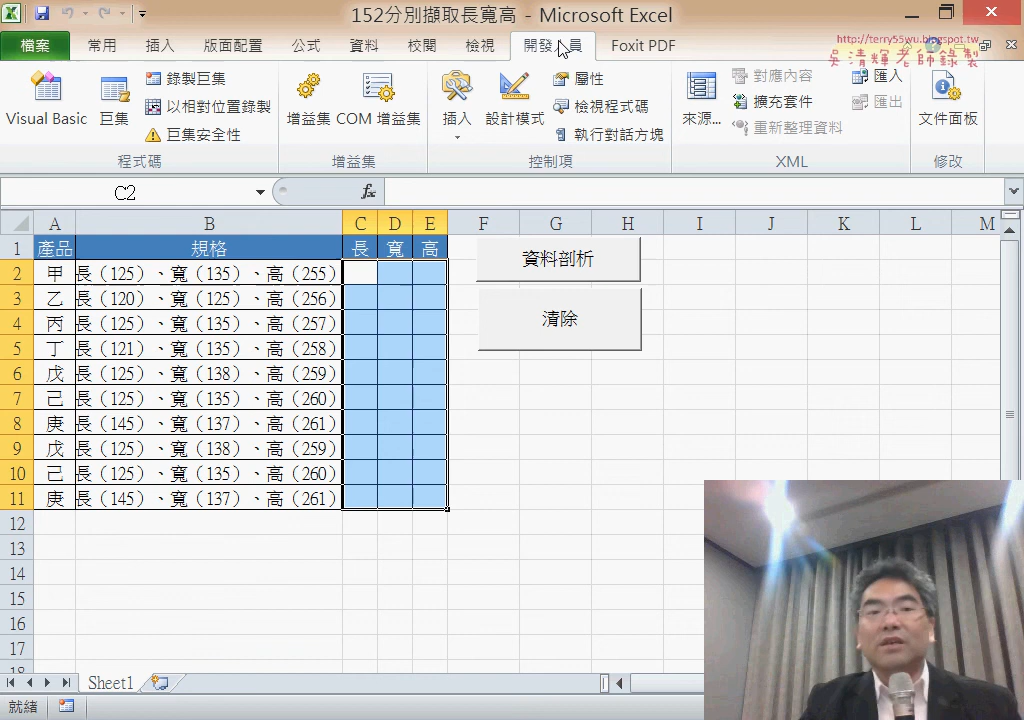 152分別擷取長寬高 - Microsoft Excel
檔案 常用 插入 版面配置 公式 資料 校閱 檢視 開發人員 Foxit PDF
http://terry55wu.blogspot.tw
吳清輝老師錄製
Visual Basic 巨集 錄製巨集 以相對位置錄製 巨集安全性
增益集 COM 增益集
插入 設計模式 屬性 檢視程式碼 執行對話方塊
來源... 對應內容 擴充套件 重新整理資料 匯入 匯出
文件面板
程式碼 增益集 控制項 XML 修改
C2 fx
A B C D E F G H I J K L M
1 產品 規格 長 寬 高
2 甲 長（125）、寬（135）、高（255）
3 乙 長（120）、寬（125）、高（256）
4 丙 長（125）、寬（135）、高（257）
5 丁 長（121）、寬（135）、高（258）
6 戊 長（125）、寬（138）、高（259）
7 己 長（125）、寬（135）、高（260）
8 庚 長（145）、寬（137）、高（261）
9 戊 長（125）、寬（138）、高（259）
10 己 長（125）、寬（135）、高（260）
11 庚 長（145）、寬（137）、高（261）
資料剖析
清除
12
13
14
15
16
17
18
Sheet1
就緒